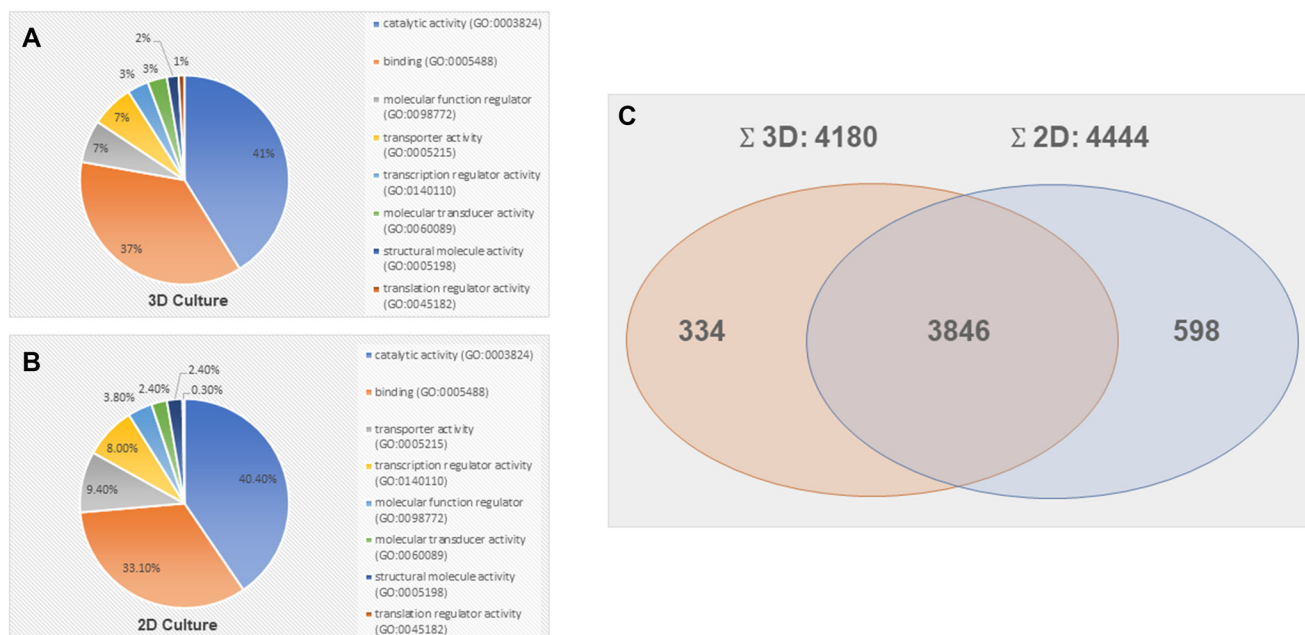 A
2%
3%
3%
1%
7%
7%
41%
37%
3D Culture
catalytic activity (GO:0003824)
binding (GO:0005488)
molecular function regulator
(GO:0098772)
transporter activity
(GO:0005215)
transcription regulator activity
(GO:0140110)
molecular transducer activity
(GO:0060089)
structural molecule activity
(GO:0005198)
translation regulator activity
(GO:0045182)
B
2.40%
2.40%
0.30%
3.80%
8.00%
9.40%
40.40%
33.10%
2D Culture
catalytic activity (GO:0003824)
binding (GO:0005488)
transporter activity
(GO:0005215)
transcription regulator activity
(GO:0140110)
molecular function regulator
(GO:0098772)
molecular transducer activity
(GO:0060089)
structural molecule activity
(GO:0005198)
translation regulator activity
(GO:0045182)
C
Σ 3D: 4180
Σ 2D: 4444
334
3846
598